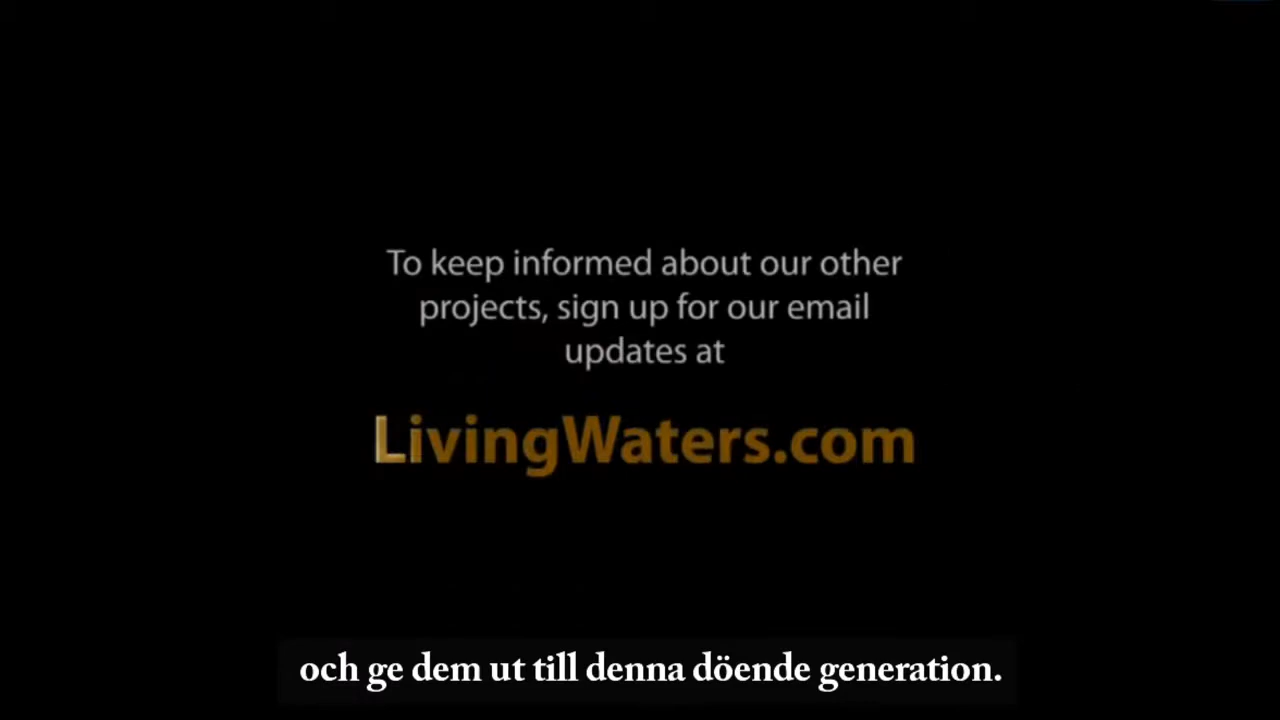 To keep informed about our other
projects, sign up for our email
updates at
LivingWaters.com
och ge dem ut till denna döende generation.